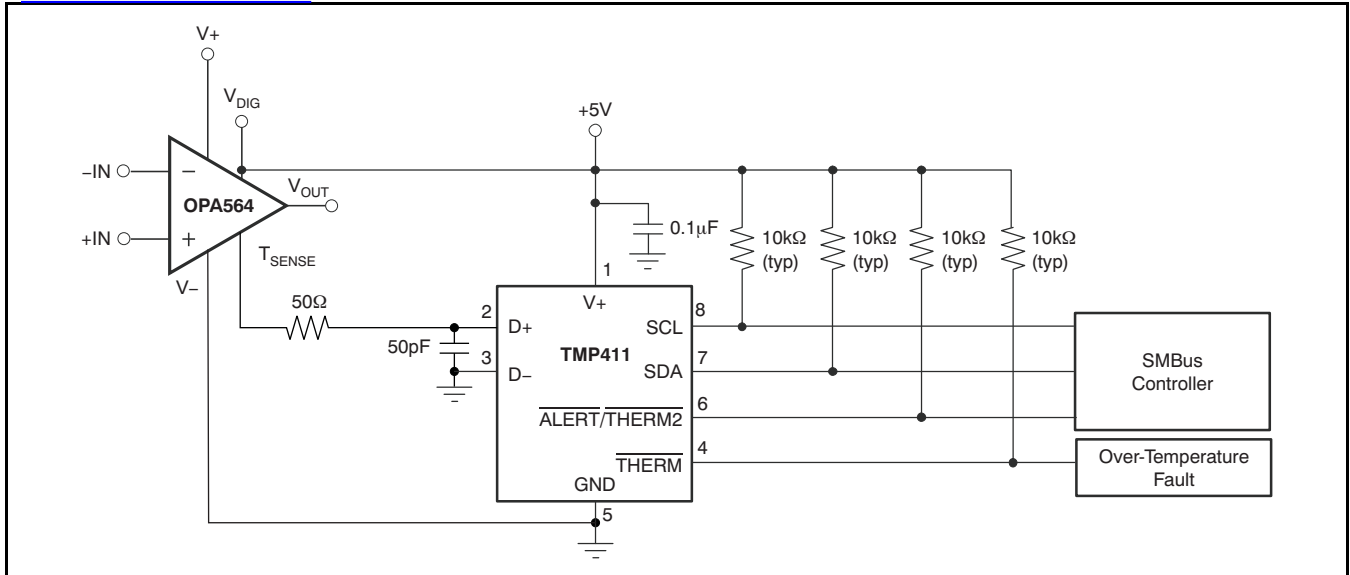 V+
V_DIG
+5V
−IN
−
V_OUT
OPA564
+IN
+
0.1μF
10kΩ
(typ)
10kΩ
(typ)
10kΩ
(typ)
10kΩ
(typ)
T_SENSE
V−
1
50Ω
V+
2
D+
8
SCL
50pF
TMP411
3
D−
7
SDA
SMBus
Controller
6
ALERT/THERM2
4
THERM
Over-Temperature
Fault
GND
5